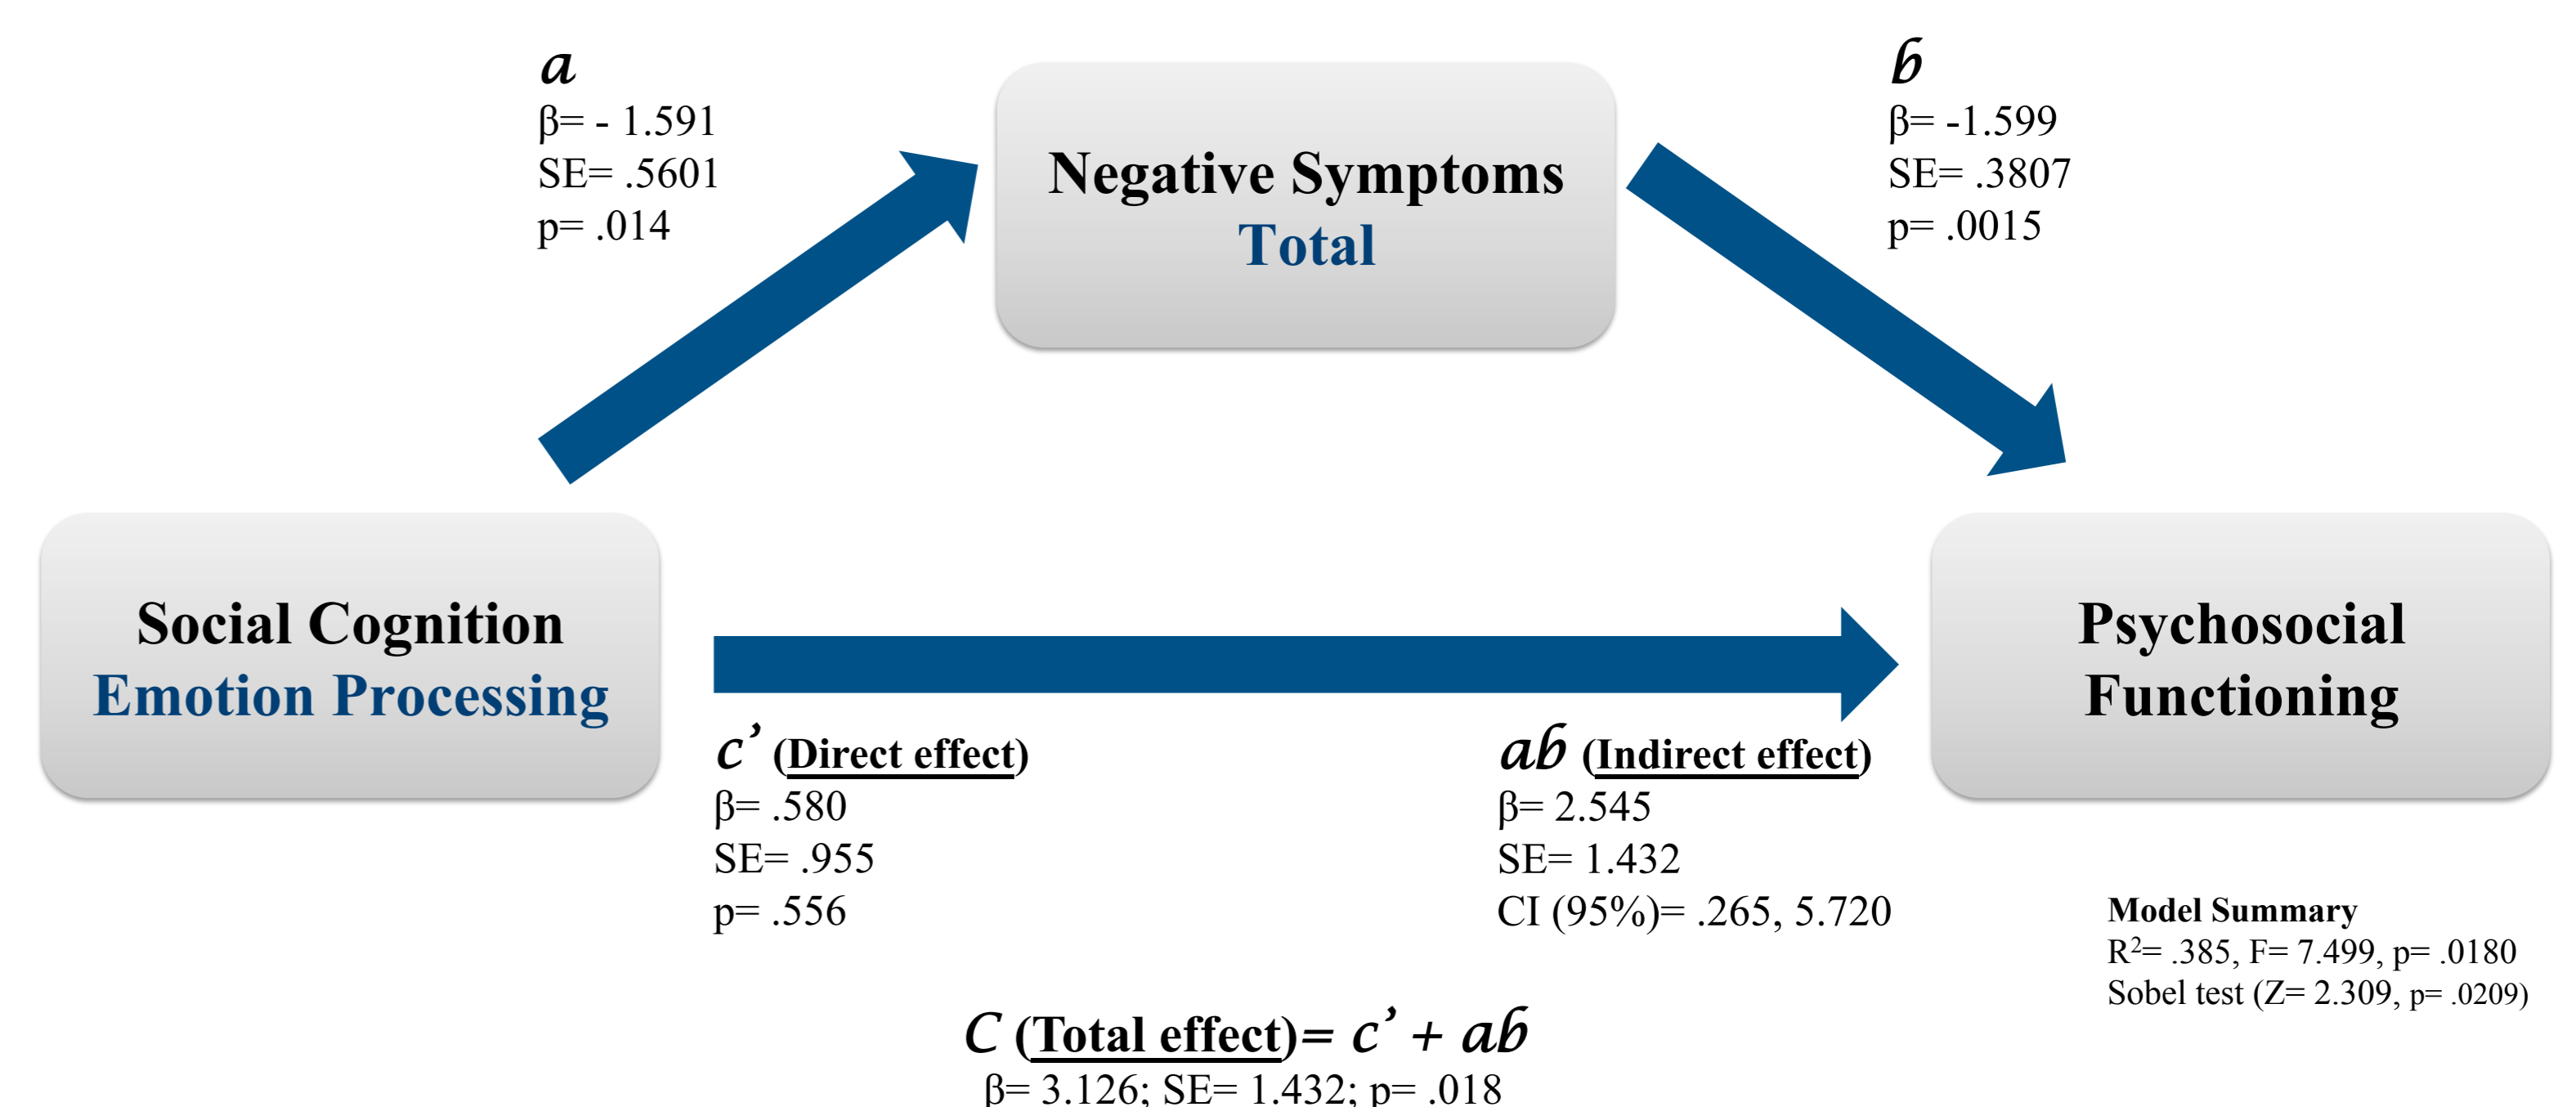 a
β= - 1.591
SE= .5601
p= .014
Negative Symptoms
Total
b
β= -1.599
SE= .3807
p= .0015
Social Cognition
Emotion Processing
Psychosocial
Functioning
c’ (Direct effect)
β= .580
SE= .955
p= .556
ab (Indirect effect)
β= 2.545
SE= 1.432
CI (95%)= .265, 5.720
Model Summary
R²= .385, F= 7.499, p= .0180
Sobel test (Z= 2.309, p= .0209)
C (Total effect)= c’ + ab
β= 3.126; SE= 1.432; p= .018